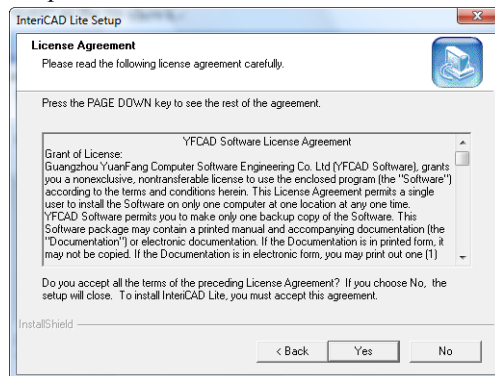 InteriCAD Lite Setup
License Agreement
Please read the following license agreement carefully.
Press the PAGE DOWN key to see the rest of the agreement.
YFCAD Software License Agreement
Grant of License:
Guangzhou YuanFang Computer Software Engineering Co. Ltd (YFCAD Software), grants
you a nonexclusive, nontransferable license to use the enclosed program (the "Software")
according to the terms and conditions herein. This License Agreement permits a single
user to install the Software on only one computer at one location at any one time.
YFCAD Software permits you to make only one backup copy of the Software. This
Software package may contain a printed manual and accompanying documentation (the
"Documentation") or electronic documentation. If the Documentation is in printed form, it
may not be copied. If the Documentation is in electronic form, you may print out one (1)
Do you accept all the terms of the preceding License Agreement? If you choose No, the
setup will close. To install InteriCAD Lite, you must accept this agreement.
InstallShield
< Back Yes No